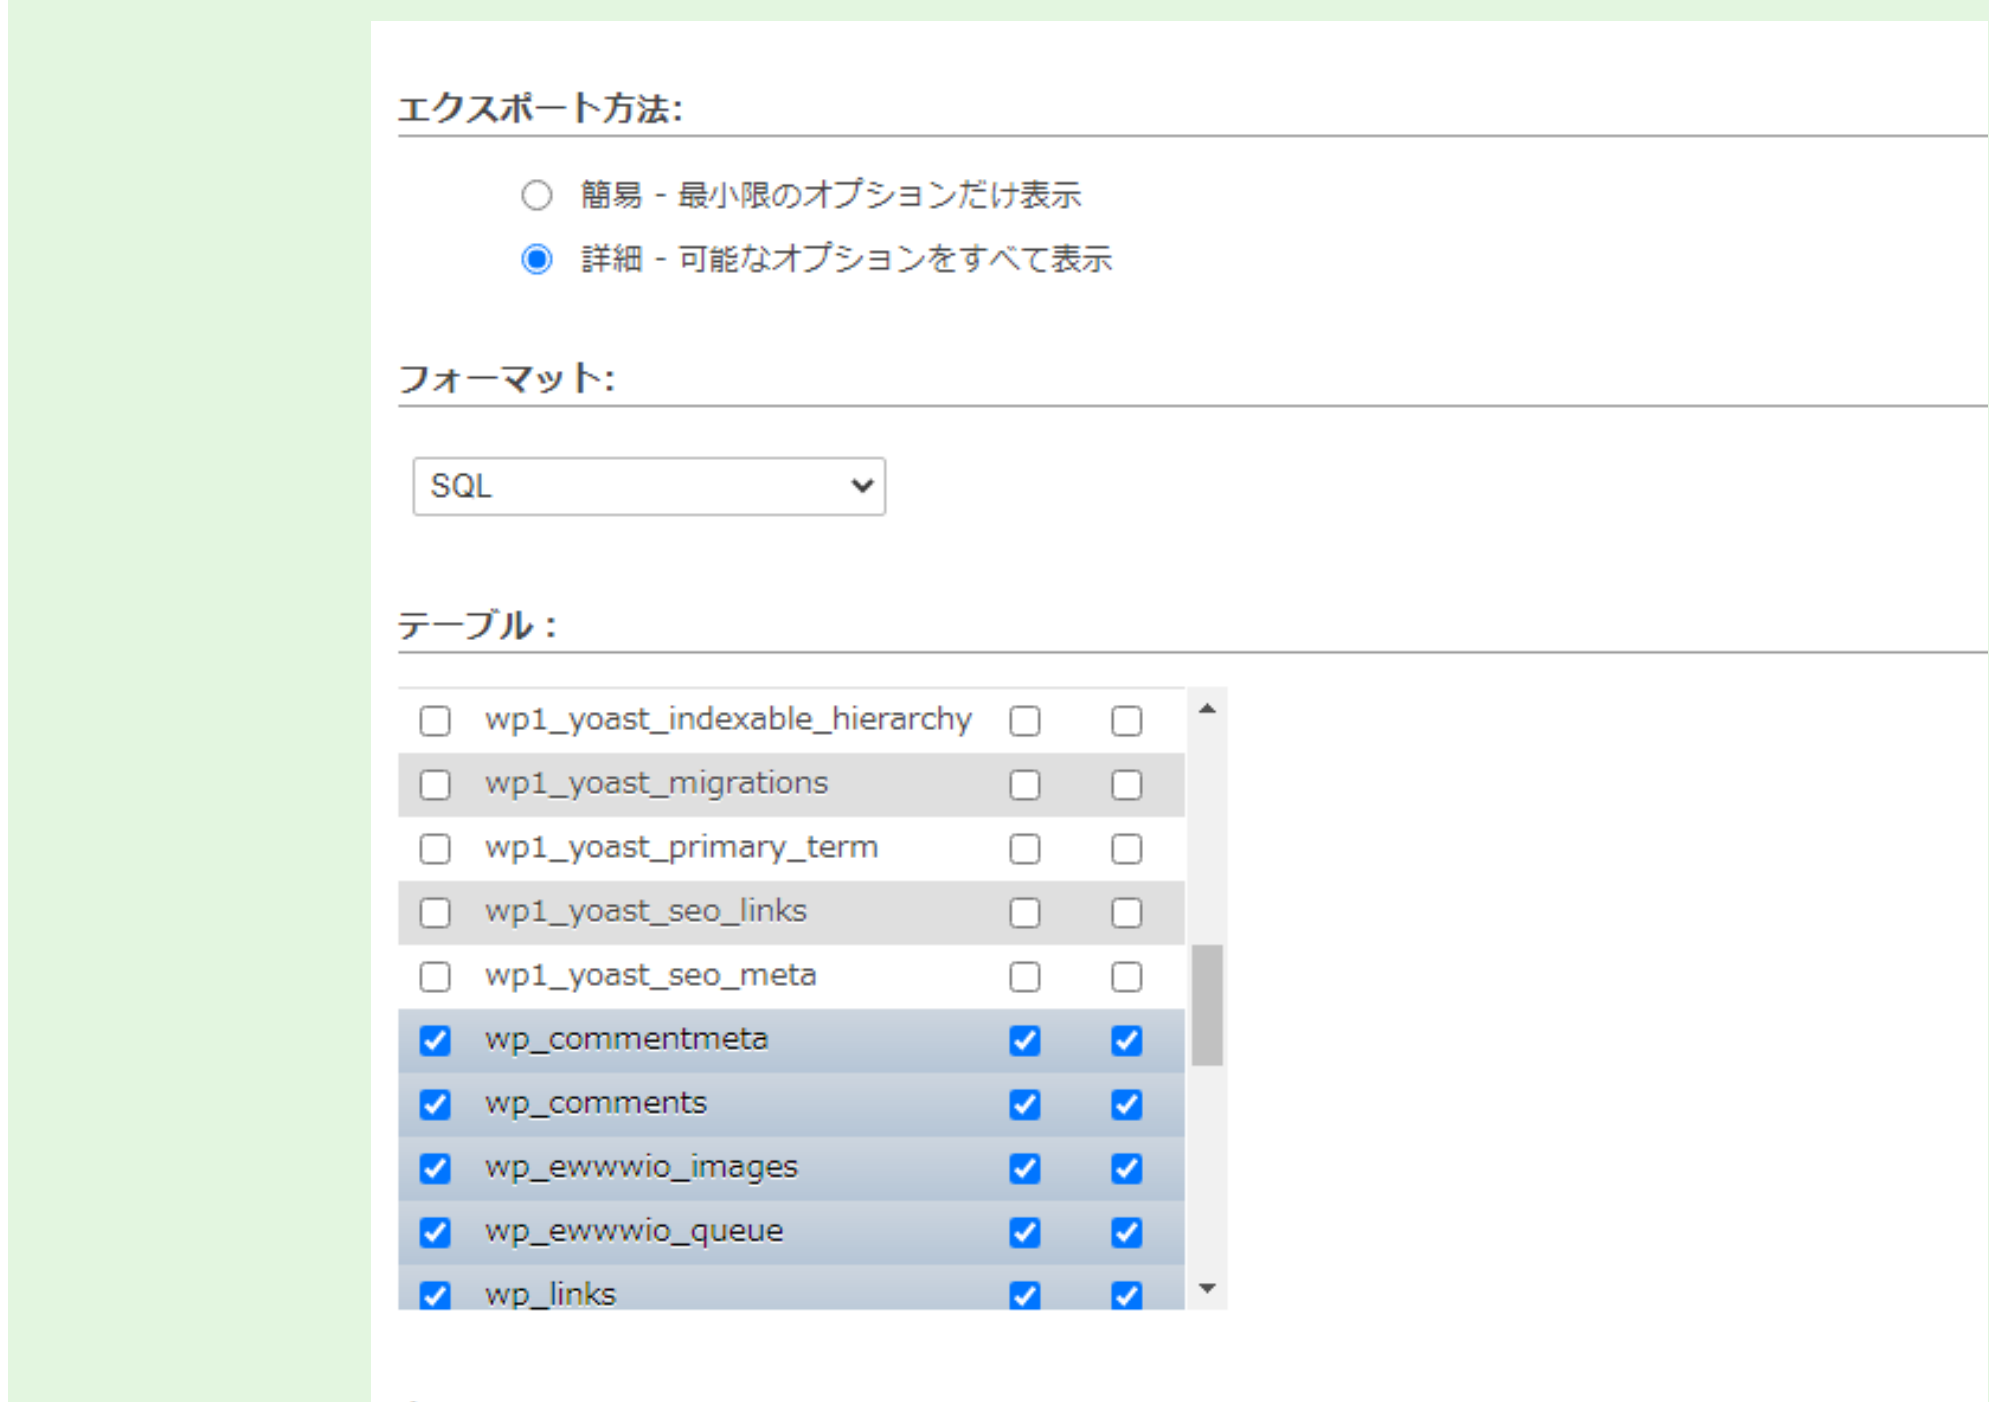 エクスポート方法:
簡易 - 最小限のオプションだけ表示
詳細 - 可能なオプションをすべて表示
フォーマット:
SQL
テーブル：
wp1_yoast_indexable_hierarchy
wp1_yoast_migrations
wp1_yoast_primary_term
wp1_yoast_seo_links
wp1_yoast_seo_meta
wp_commentmeta
wp_comments
wp_ewwwio_images
wp_ewwwio_queue
wp_links